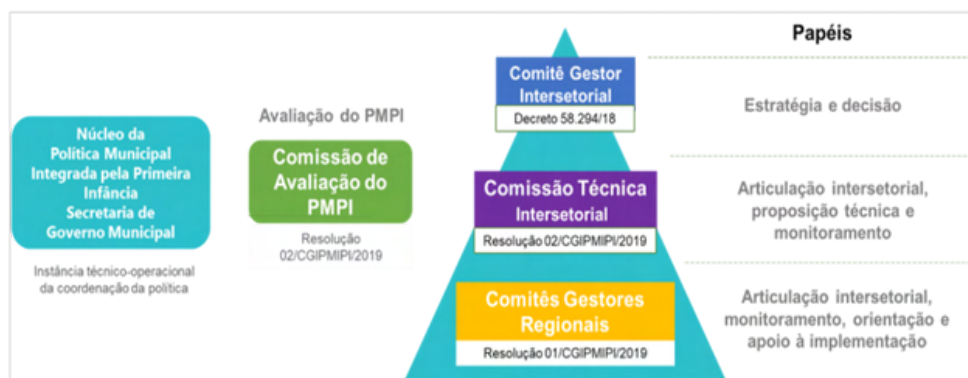 Núcleo da
Política Municipal
Integrada pela Primeira
Infância
Secretaria de
Governo Municipal
Instância técnico-operacional
da coordenação da política
Avaliação do PMPI
Comissão de
Avaliação do
PMPI
Resolução
02/CGIPMIPI/2019
Comitê Gestor
Intersetorial
Decreto 58.294/18
Comissão Técnica
Intersetorial
Resolução 02/CGIPMIPI/2019
Comitês Gestores
Regionais
Resolução 01/CGIPMIPI/2019
Papéis
Estratégia e decisão
Articulação intersetorial,
proposição técnica e
monitoramento
Articulação intersetorial,
monitoramento, orientação e
apoio à implementação